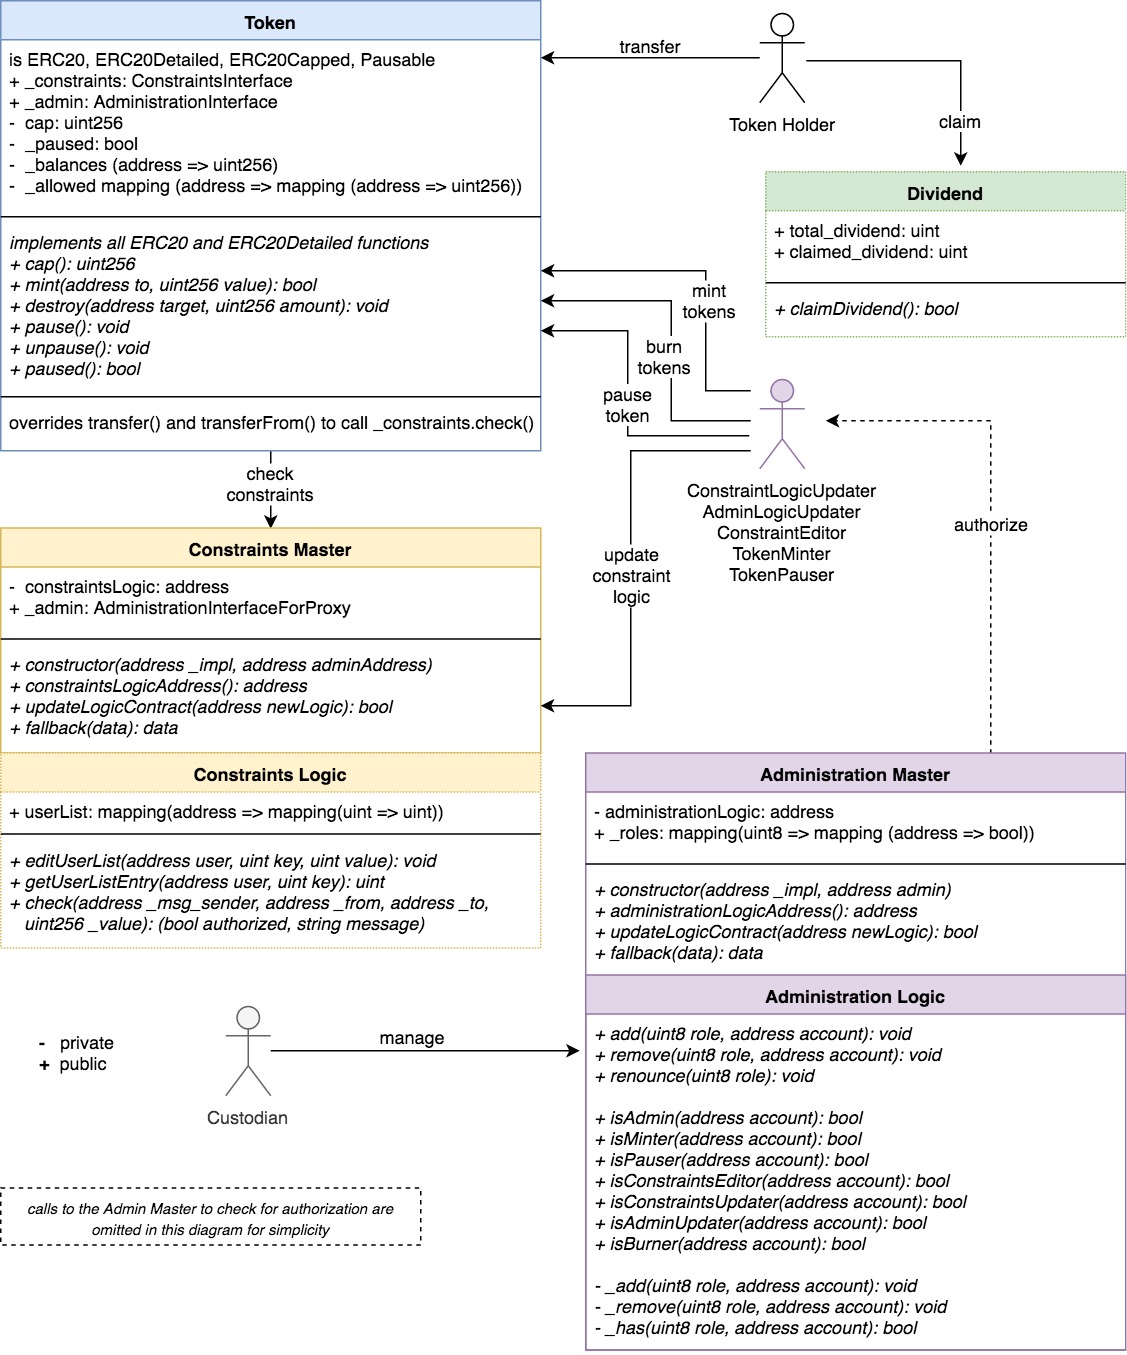 Token
is ERC20, ERC20Detailed, ERC20Capped, Pausable
+ _constraints: ConstraintsInterface
+ _admin: AdministrationInterface
- cap: uint256
- _paused: bool
- _balances (address => uint256)
- _allowed mapping (address => mapping (address => uint256))
implements all ERC20 and ERC20Detailed functions
+ cap(): uint256
+ mint(address to, uint256 value): bool
+ destroy(address target, uint256 amount): void
+ pause(): void
+ unpause(): void
+ paused(): bool
overrides transfer() and transferFrom() to call _constraints.check()
transfer
Token Holder
claim
Dividend
+ total_dividend: uint
+ claimed_dividend: uint
+ claimDividend(): bool
mint
tokens
burn
tokens
pause
token
check
constraints
ConstraintLogicUpdater
AdminLogicUpdater
ConstraintEditor
TokenMinter
TokenPauser
authorize
update
constraint
logic
Constraints Master
- constraintsLogic: address
+ _admin: AdministrationInterfaceForProxy
+ constructor(address _impl, address adminAddress)
+ constraintsLogicAddress(): address
+ updateLogicContract(address newLogic): bool
+ fallback(data): data
Constraints Logic
+ userList: mapping(address => mapping(uint => uint))
+ editUserList(address user, uint key, uint value): void
+ getUserListEntry(address user, uint key): uint
+ check(address _msg_sender, address _from, address _to,
uint256 _value): (bool authorized, string message)
Administration Master
- administrationLogic: address
+ _roles: mapping(uint8 => mapping (address => bool))
+ constructor(address _impl, address admin)
+ administrationLogicAddress(): address
+ updateLogicContract(address newLogic): bool
+ fallback(data): data
Administration Logic
+ add(uint8 role, address account): void
+ remove(uint8 role, address account): void
+ renounce(uint8 role): void
+ isAdmin(address account): bool
+ isMinter(address account): bool
+ isPauser(address account): bool
+ isConstraintsEditor(address account): bool
+ isConstraintsUpdater(address account): bool
+ isAdminUpdater(address account): bool
+ isBurner(address account): bool
- _add(uint8 role, address account): void
- _remove(uint8 role, address account): void
- _has(uint8 role, address account): bool
- private
+ public
Custodian
manage
calls to the Admin Master to check for authorization are
omitted in this diagram for simplicity